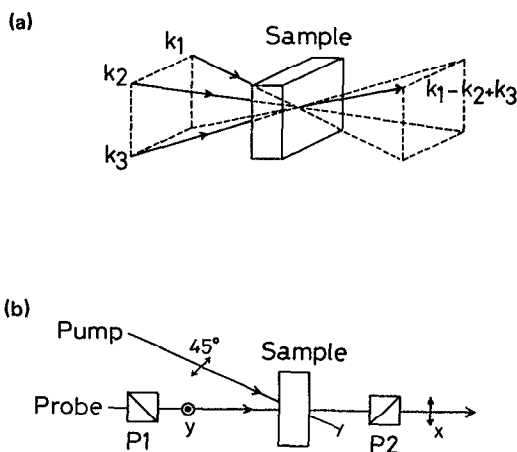 (a)
k1 Sample
k2
k1-k2+k3
k3
(b)
Pump 45° Sample
Probe
P1 y P2 x